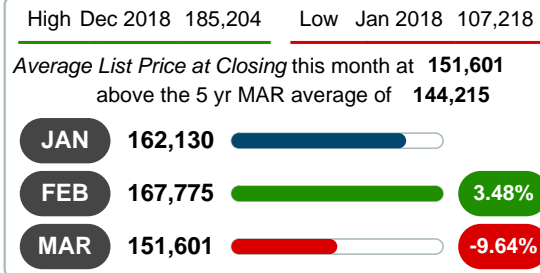 High Dec 2018 185,204 Low Jan 2018 107,218
Average List Price at Closing this month at 151,601
above the 5 yr MAR average of 144,215
JAN 162,130
FEB 167,775 3.48%
MAR 151,601 -9.64%